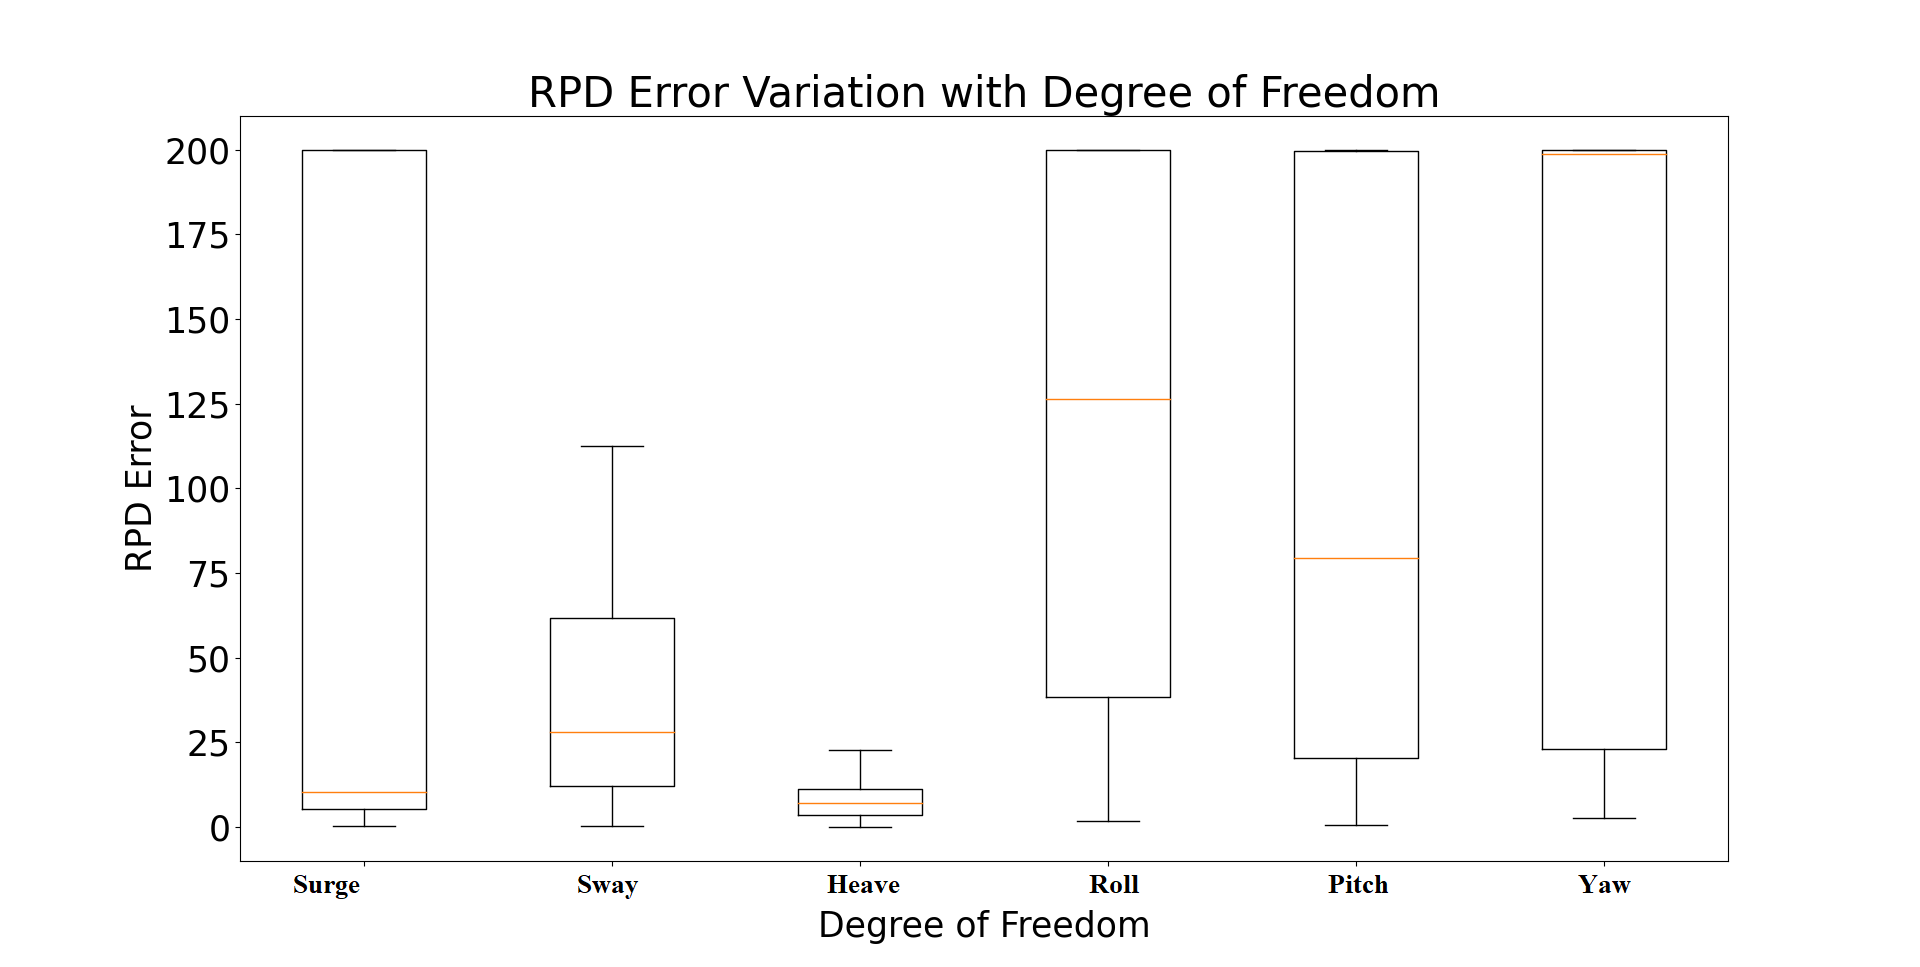 RPD Error Variation with Degree of Freedom
RPD Error
200
175
150
125
100
75
50
25
0
Surge Sway Heave Roll Pitch Yaw
Degree of Freedom